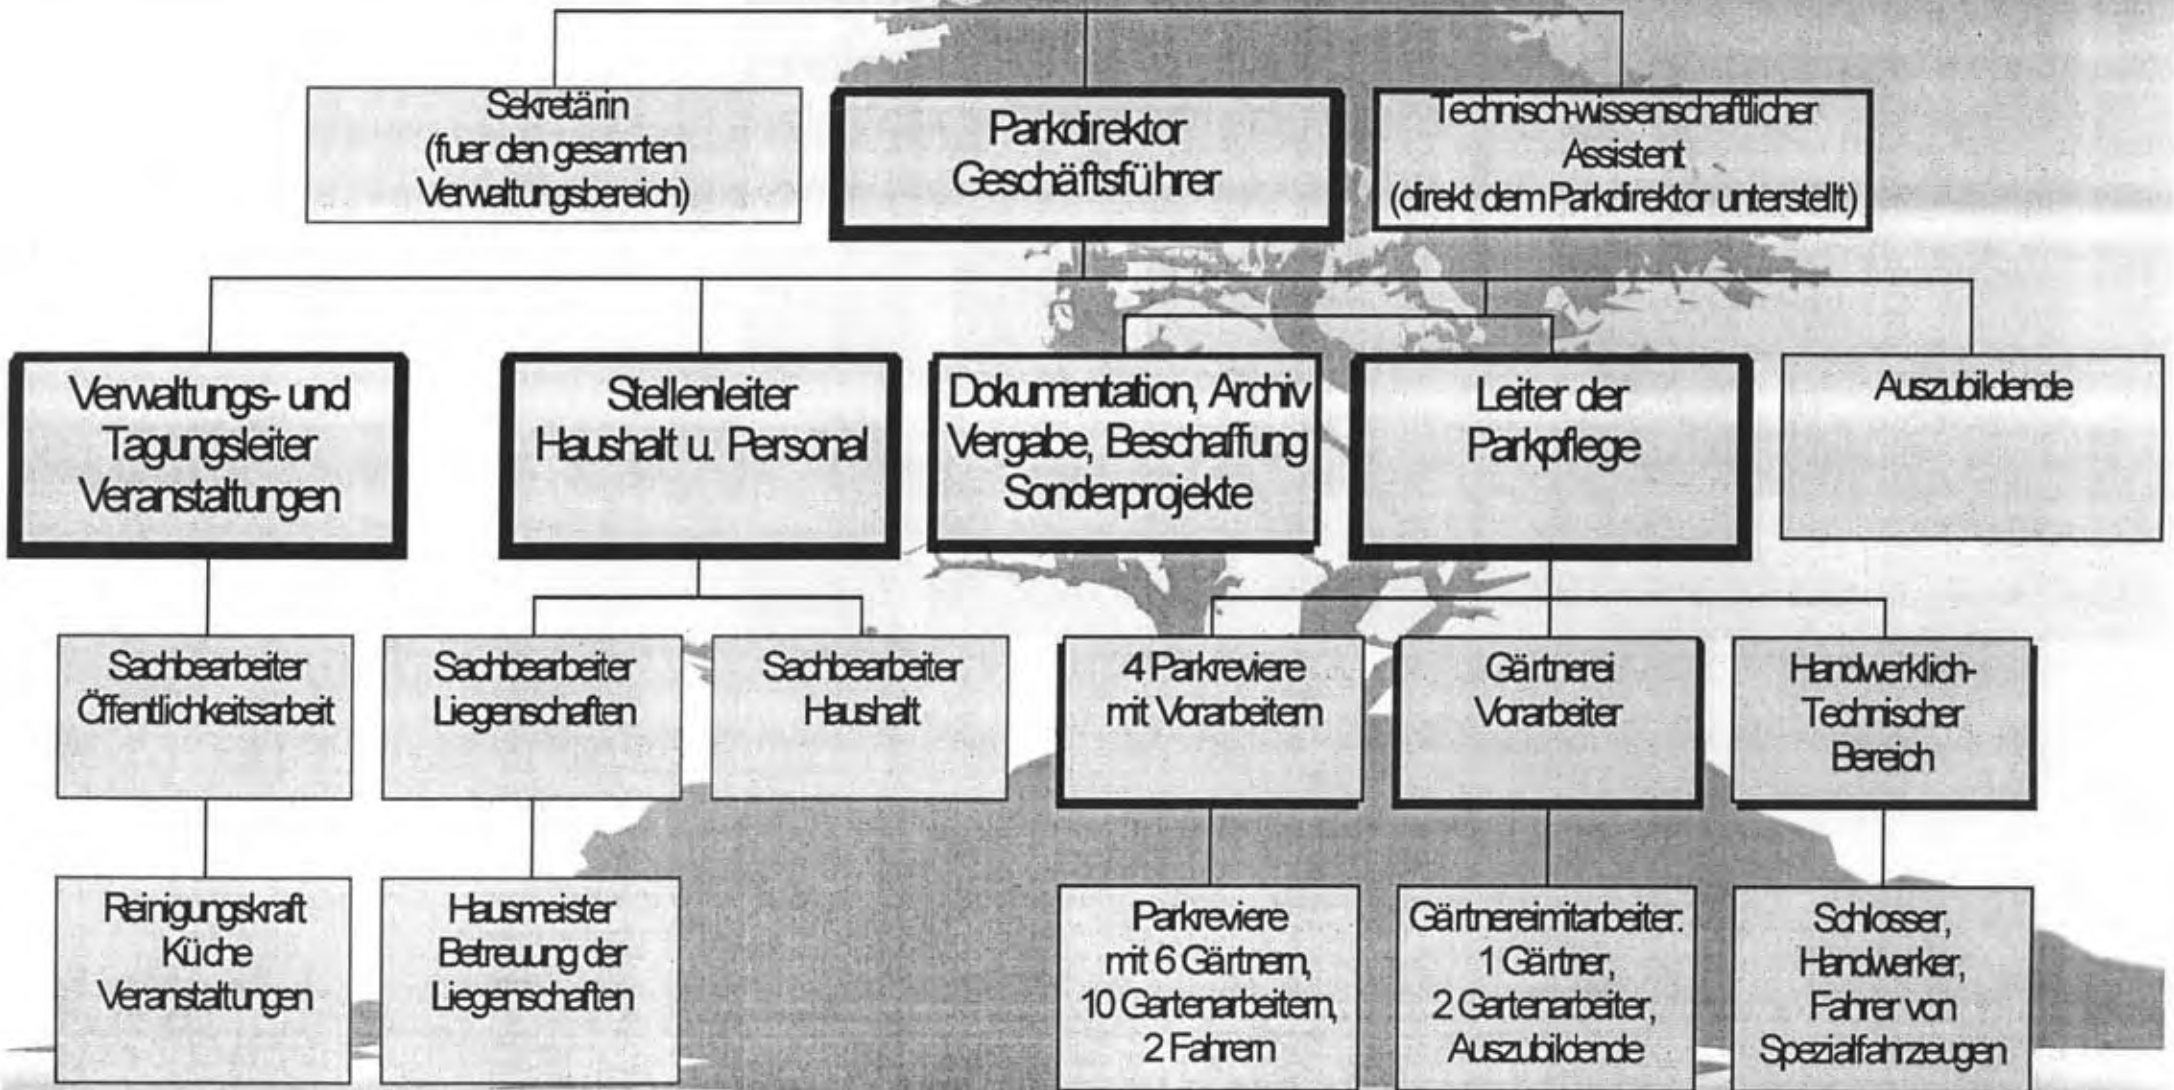 Sekretärin
(fuer den gesamten
Verwaltungsbereich)
Parkdirektor
Geschäftsführer
Technisch-wissenschaftlicher
Assistent
(direkt dem Parkdirektor unterstellt)
Verwaltungs- und
Tagungsleiter
Veranstaltungen
Stellenleiter
Haushalt u. Personal
Dokumentation, Archiv
Vergabe, Beschaffung
Sonderprojekte
Leiter der
Parkpflege
Auszubildende
Sachbearbeiter
Öffentlichkeitsarbeit
Sachbearbeiter
Liegenschaften
Sachbearbeiter
Haushalt
4 Parkreviere
mit Vorarbeitern
Gärtnerei
Vorarbeiter
Handwerklich-
Technischer
Bereich
Reinigungskraft
Küche
Veranstaltungen
Hausmeister
Betreuung der
Liegenschaften
Parkreviere
mit 6 Gärtnern,
10 Gartenarbeitern,
2 Fahrern
Gärtnereimitarbeiter:
1 Gärtner,
2 Gartenarbeiter,
Auszubildende
Schlosser,
Handwerker,
Fahrer von
Spezialfahrzeugen